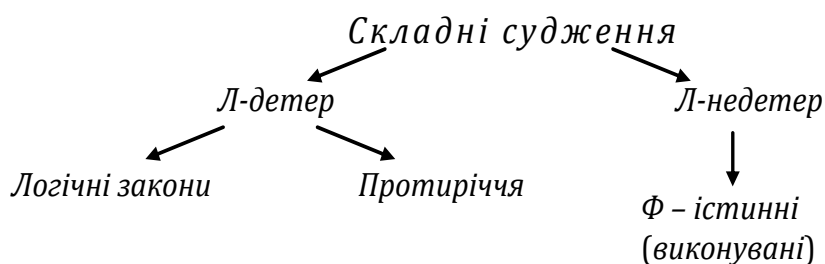 Складні судження
Л-детер
Л-недетер
Логічні закони
Протиріччя
Ф – істинні
(виконувані)